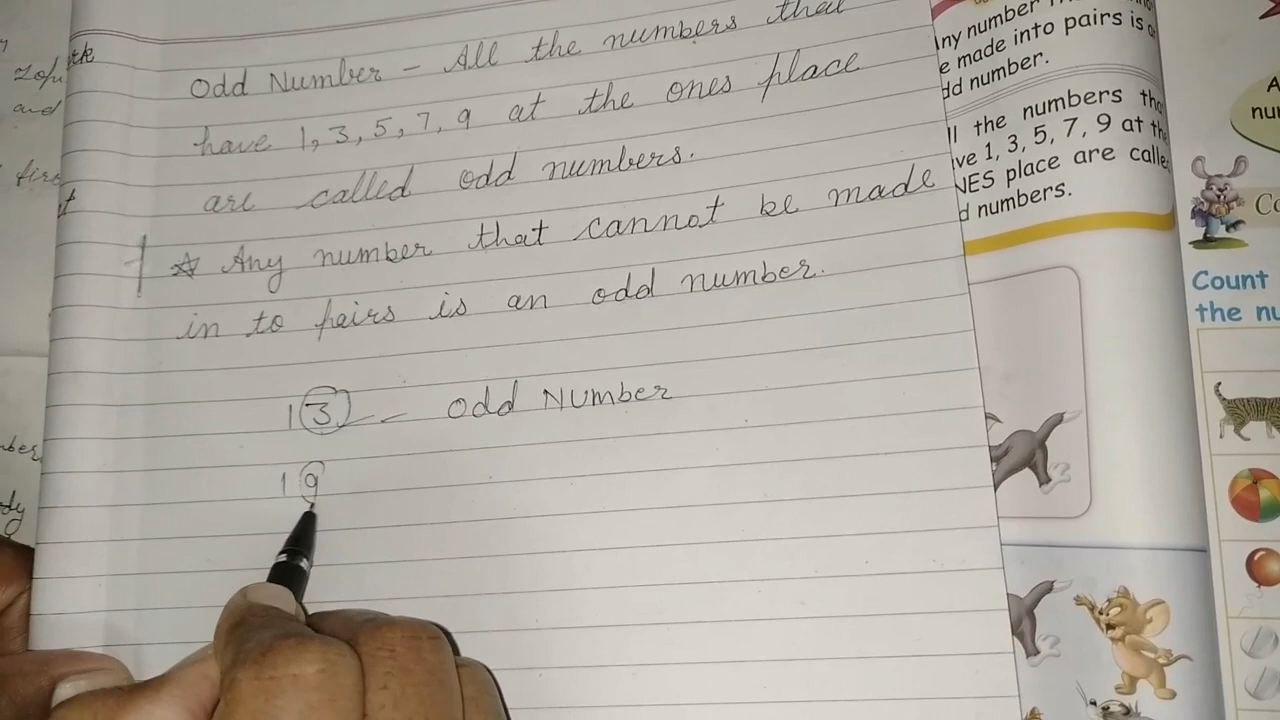 Odd Number - All the numbers that
have 1, 3, 5, 7, 9 at the ones place
are called odd numbers.
☆ Any number that cannot be made
in to pairs is an odd number.
13 - - Odd Number
19
and
ny number
e made into pairs is
dd number.
ll the numbers th
ve 1, 3, 5, 7, 9 at th
NES place are calle
d numbers.
A
nu
Co
Count
the nu